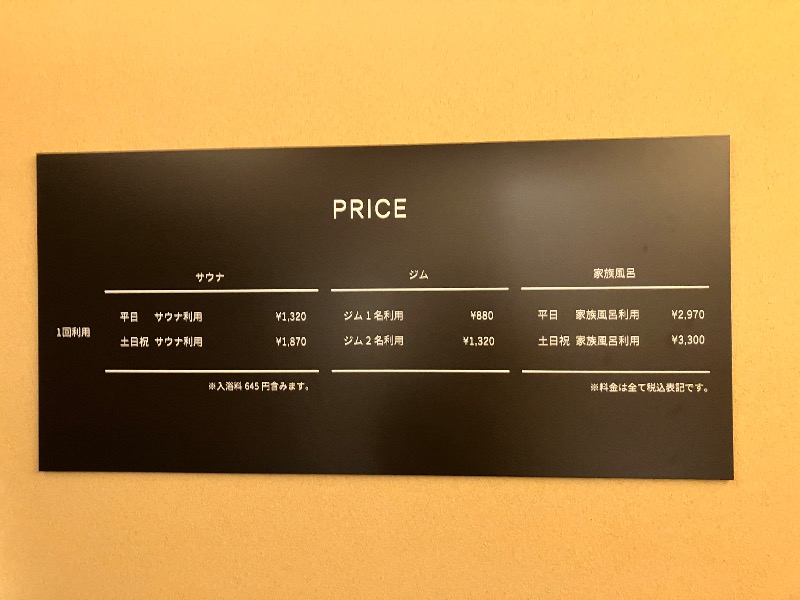 PRICE
サウナ ジム 家族風呂
1回利用
平日 サウナ利用 ¥1,320
土日祝 サウナ利用 ¥1,870
※入浴料645円含みます。
ジム1名利用 ¥880
ジム2名利用 ¥1,320
平日 家族風呂利用 ¥2,970
土日祝 家族風呂利用 ¥3,300
※料金は全て税込表記です。